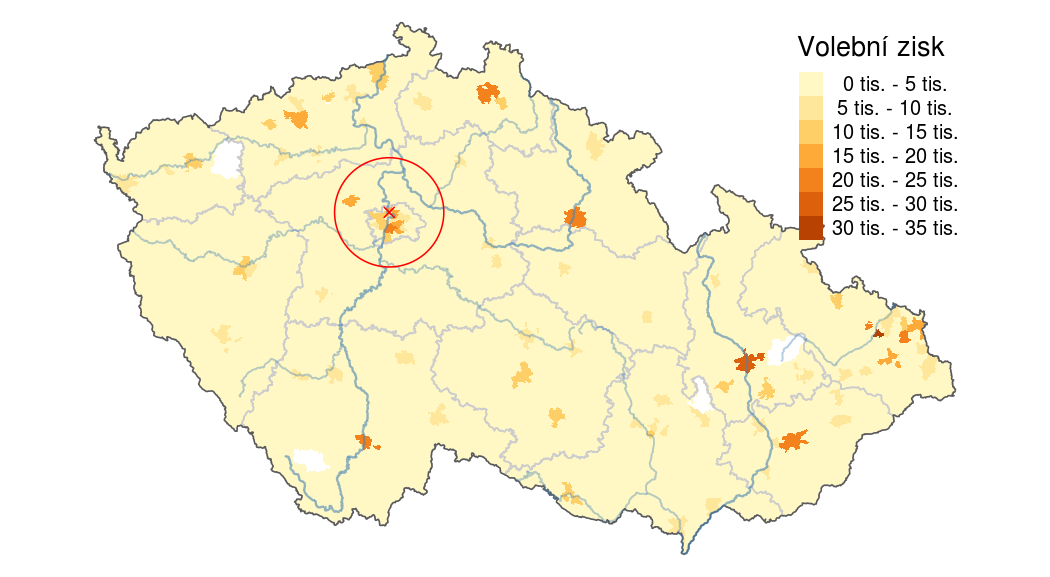 Volební zisk
0 tis. - 5 tis.
5 tis. - 10 tis.
10 tis. - 15 tis.
15 tis. - 20 tis.
20 tis. - 25 tis.
25 tis. - 30 tis.
30 tis. - 35 tis.